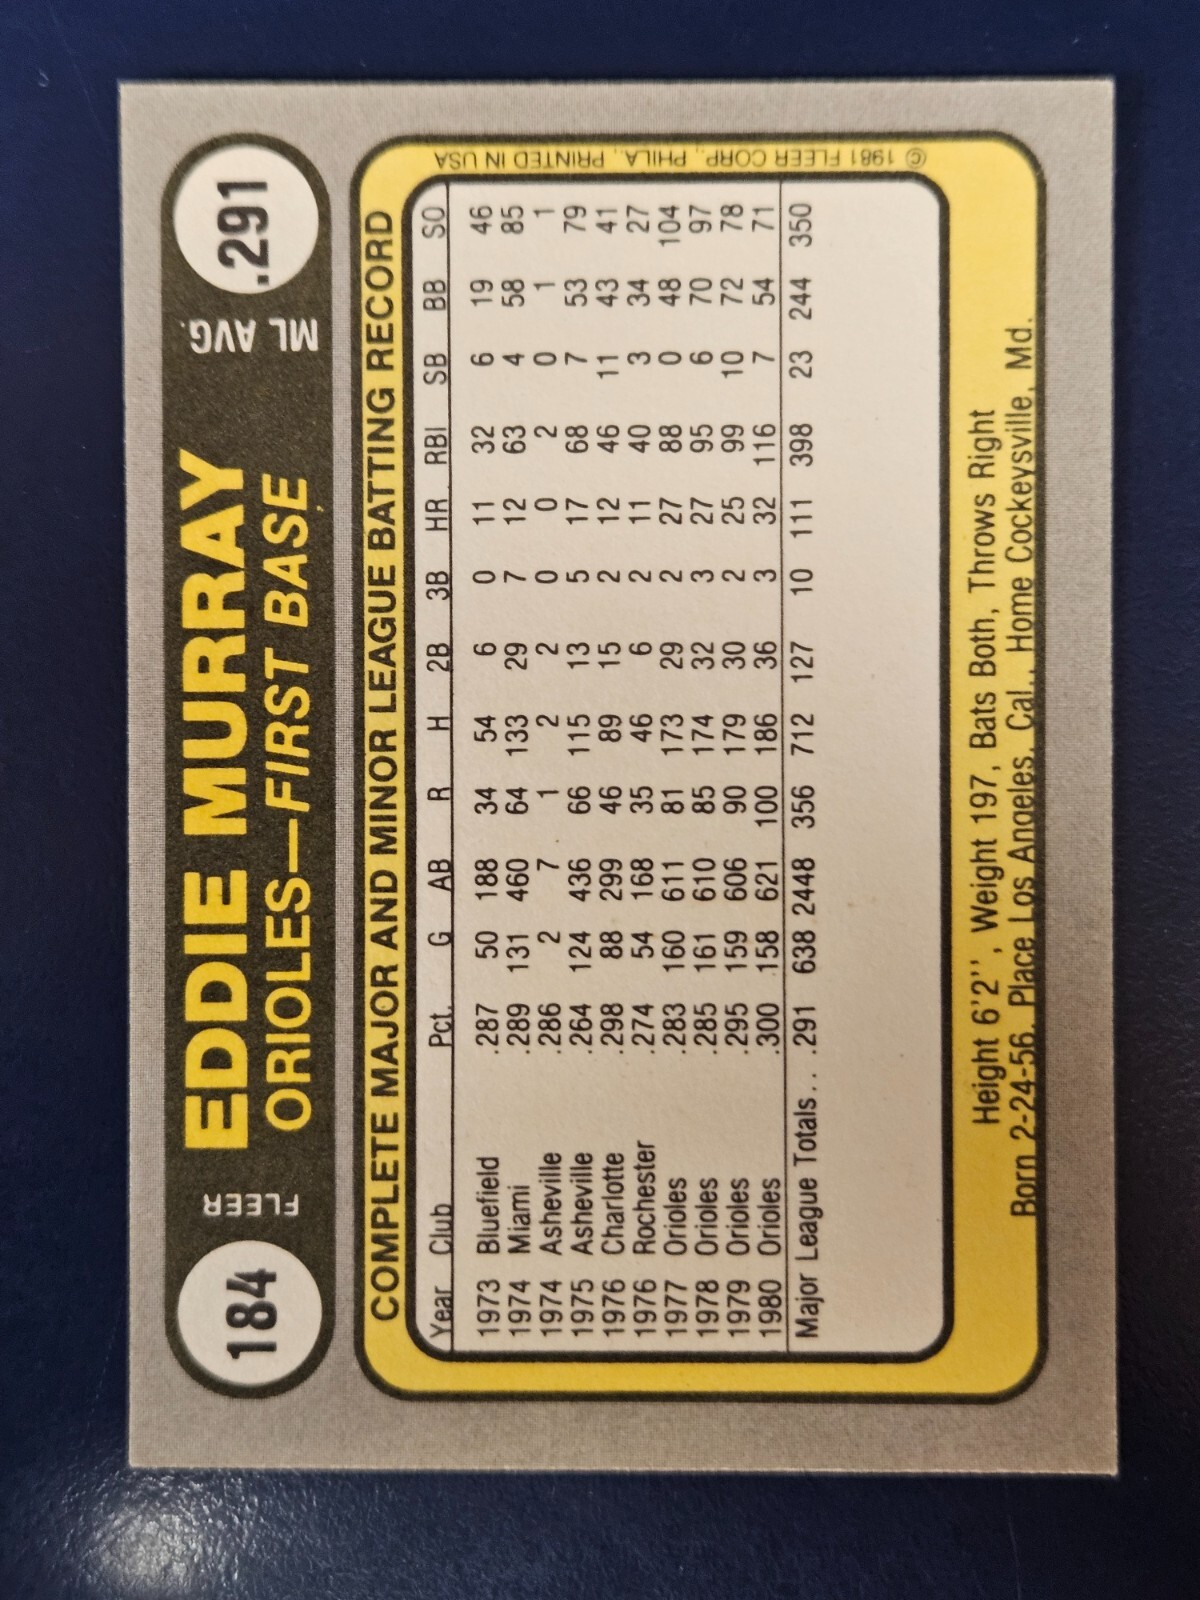 184 FLEER EDDIE MURRAY ML AVG. .291
ORIOLES—FIRST BASE
COMPLETE MAJOR AND MINOR LEAGUE BATTING RECORD
Year Club Pct. G AB R H 2B 3B HR RBI SB BB SO
1973 Bluefield .287 50 188 34 54 6 0 11 32 6 19 46
1974 Miami .289 131 460 64 133 29 7 12 63 4 58 85
1974 Asheville .286 2 7 1 2 2 0 0 2 0 1 1
1975 Asheville .264 124 436 66 115 13 5 17 68 7 53 79
1976 Charlotte .298 88 299 46 89 15 2 12 46 11 43 41
1976 Rochester .274 54 168 35 46 6 2 11 40 3 34 27
1977 Orioles .283 160 611 81 173 29 2 27 88 0 48 104
1978 Orioles .285 161 610 85 174 32 3 27 95 6 70 97
1979 Orioles .295 159 606 90 179 30 2 25 99 10 72 78
1980 Orioles .300 158 621 100 186 36 3 32 116 7 54 71
Major League Totals... .291 638 2448 356 712 127 10 111 398 23 244 350
© 1981 FLEER CORP., PHILA., PRINTED IN USA
Height 6'2'', Weight 197, Bats Both, Throws Right
Born 2-24-56, Place Los Angeles, Cal., Home Cockeysville, Md.